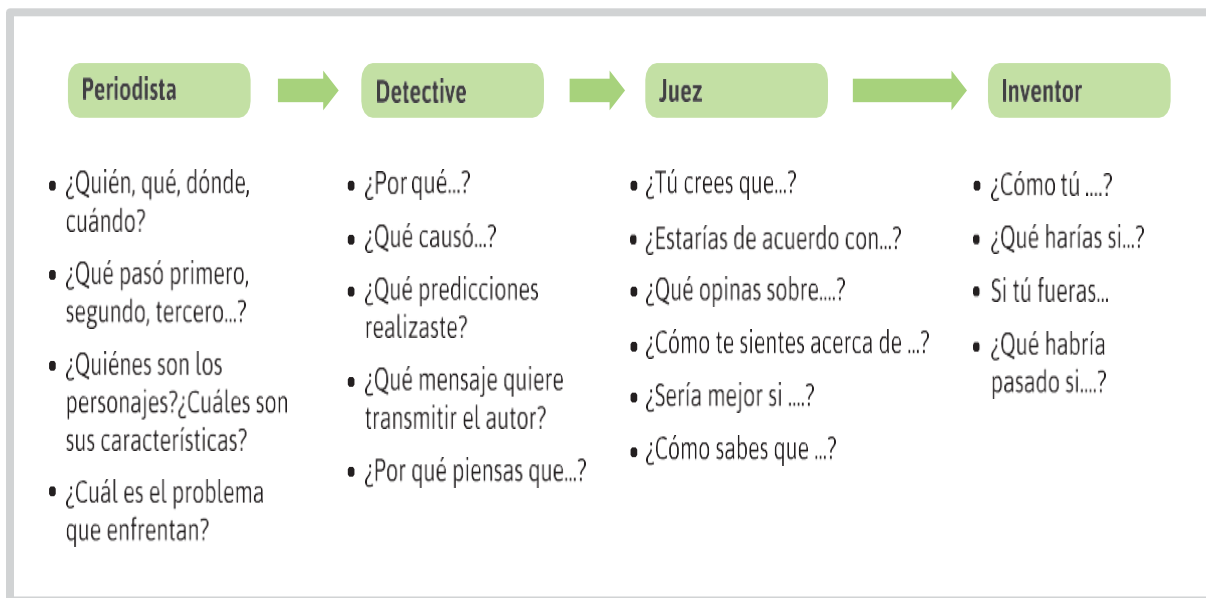 Periodista
¿Quién, qué, dónde,
cuándo?
¿Qué pasó primero,
segundo, tercero...?
¿Quiénes son los
personajes?¿Cuáles son
sus características?
¿Cuál es el problema
que enfrentan?
Detective
¿Por qué...?
¿Qué causó...?
¿Qué predicciones
realizaste?
¿Qué mensaje quiere
transmitir el autor?
¿Por qué piensas que...?
Juez
¿Tú crees que...?
¿Estarías de acuerdo con...?
¿Qué opinas sobre....?
¿Cómo te sientes acerca de ...?
¿Sería mejor si ....?
¿Cómo sabes que ...?
Inventor
¿Cómo tú ....?
¿Qué harías si...?
Si tú fueras...
¿Qué habría
pasado si....?